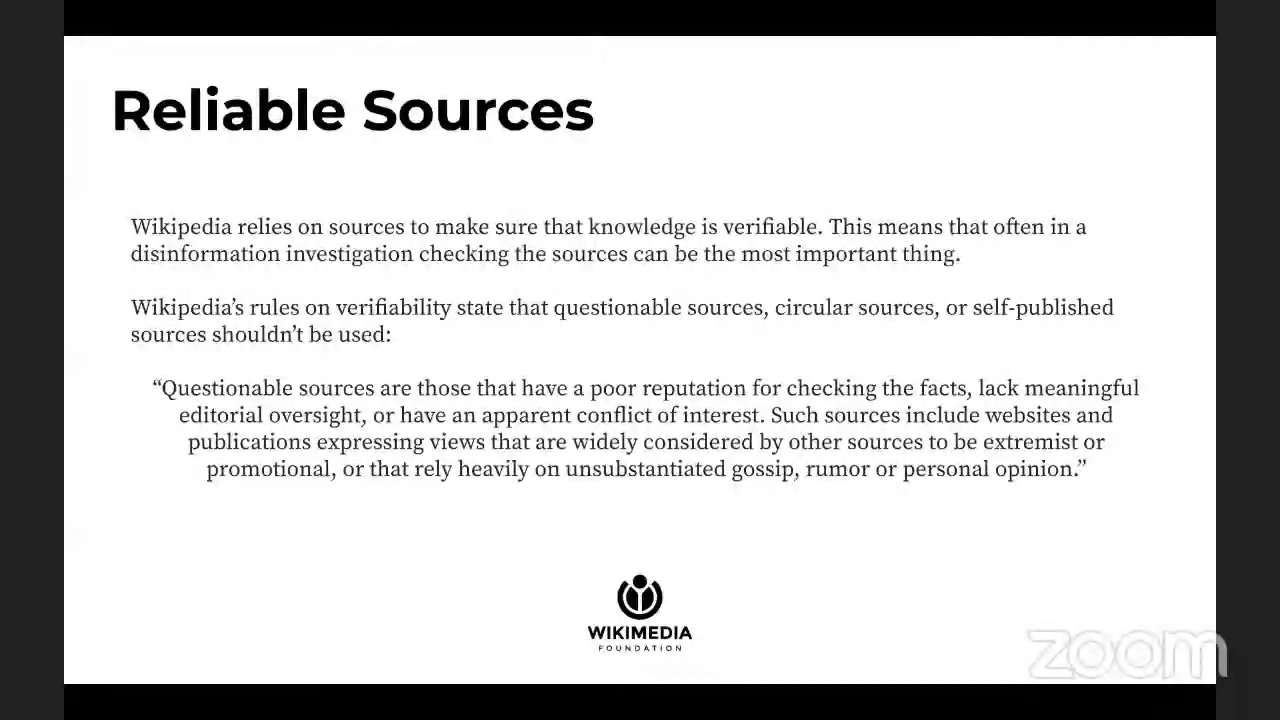 Reliable Sources
Wikipedia relies on sources to make sure that knowledge is verifiable. This means that often in a
disinformation investigation checking the sources can be the most important thing.
Wikipedia’s rules on verifiability state that questionable sources, circular sources, or self-published
sources shouldn’t be used:
“Questionable sources are those that have a poor reputation for checking the facts, lack meaningful
editorial oversight, or have an apparent conflict of interest. Such sources include websites and
publications expressing views that are widely considered by other sources to be extremist or
promotional, or that rely heavily on unsubstantiated gossip, rumor or personal opinion.”
WIKIMEDIA
FOUNDATION
zoom